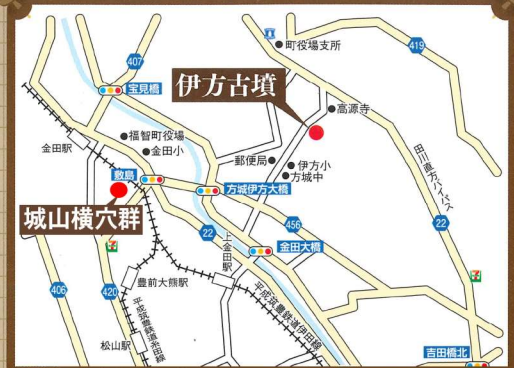 町役場支所
419
407
宝見橋
伊方古墳
高源寺
福智町役場
金田小
金田駅
郵便局
伊方小
方城中
田川直方バイパス
敷島
方城伊方大橋
城山横穴群
456
22
22
上金田駅
金田大橋
7
7
豊前大熊駅
406
420
平成筑豊鉄道糸田線
平成筑豊鉄道伊田線
松山駅
吉田橋北